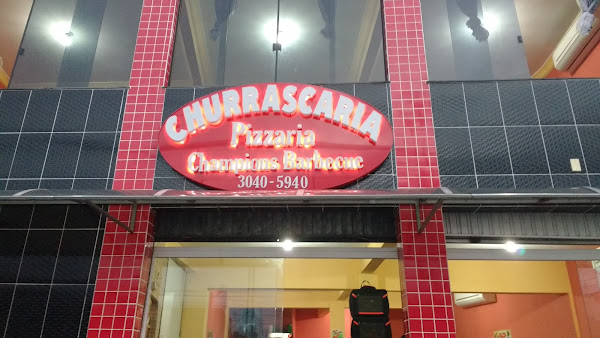 CHURRASCARIA
Pizzaria
Champions Barbecue
3040-5940